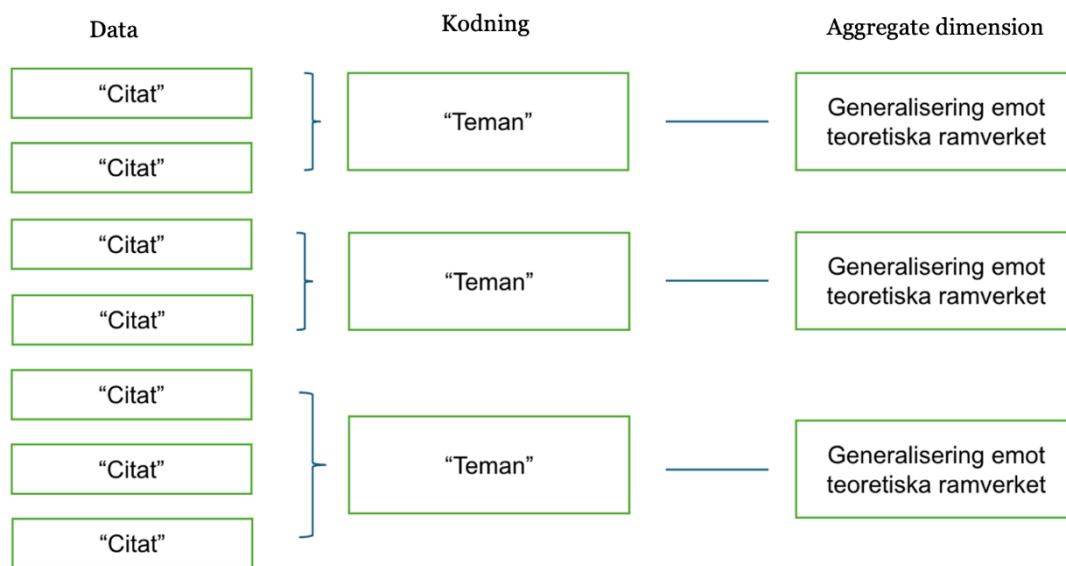 Data
Kodning
Aggregate dimension
“Citat”
“Citat”
“Teman”
Generalisering emot
teoretiska ramverket
“Citat”
“Citat”
“Teman”
Generalisering emot
teoretiska ramverket
“Citat”
“Citat”
“Citat”
“Teman”
Generalisering emot
teoretiska ramverket